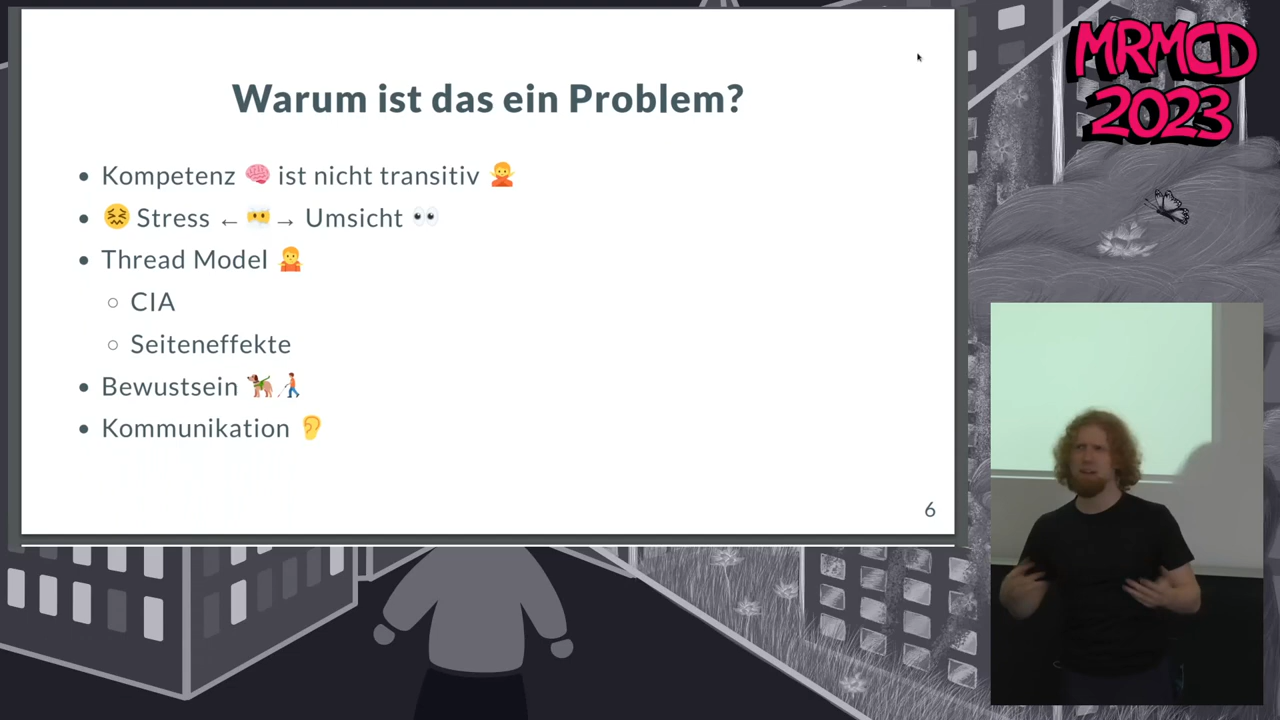 Warum ist das ein Problem?
Kompetenz 🧠 ist nicht transitiv 🙅
😖 Stress ← 🍻 → Umsicht 👀
Thread Model 🤷
CIA
Seiteneffekte
Bewustsein 🦮👨‍🦯
Kommunikation 👂
6
MRMCD
2023